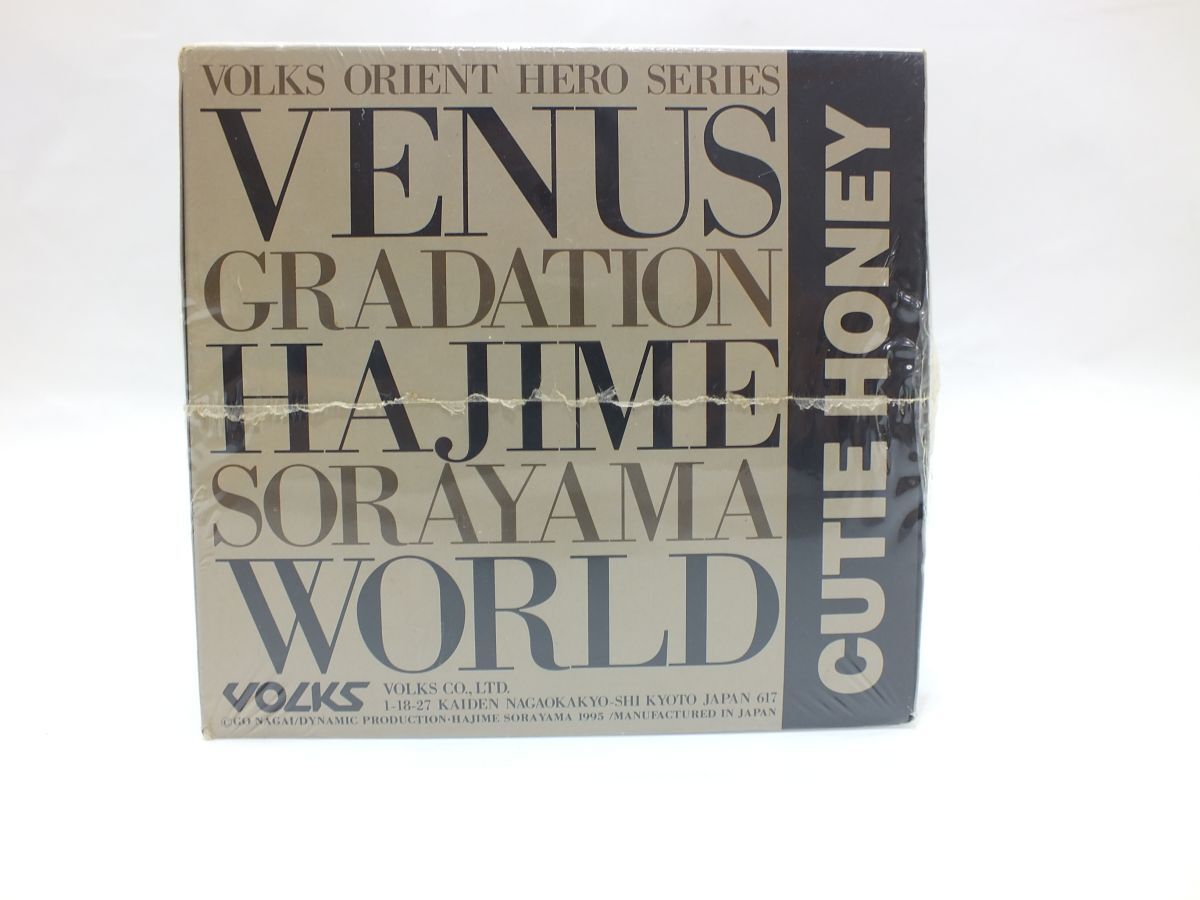 VOLKS ORIENT HERO SERIES
VENUS
GRADATION
HAJIME
SORAYAMA
WORLD
VOLKS
VOLKS CO.,LTD.
1-18-27 KAIDEN NAGAOKAKYO-SHI KYOTO JAPAN 617
©GO NAGAI/DYNAMIC PRODUCTION·HAJIME SORAYAMA 1995 /MANUFACTURED IN JAPAN
CUTIE HONEY